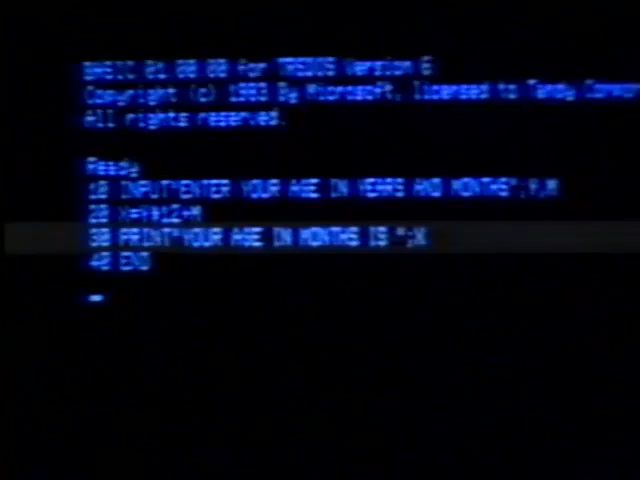 BASIC 01.00.00 for TRSDOS Version 6
Copyright (c) 1983 By Microsoft, licensed to Tandy
All rights reserved.
Ready
10 INPUT"ENTER YOUR AGE IN YEARS AND MONTHS";Y,M
20 X=Y*12+M
30 PRINT"YOUR AGE IN MONTHS IS ";X
40 END